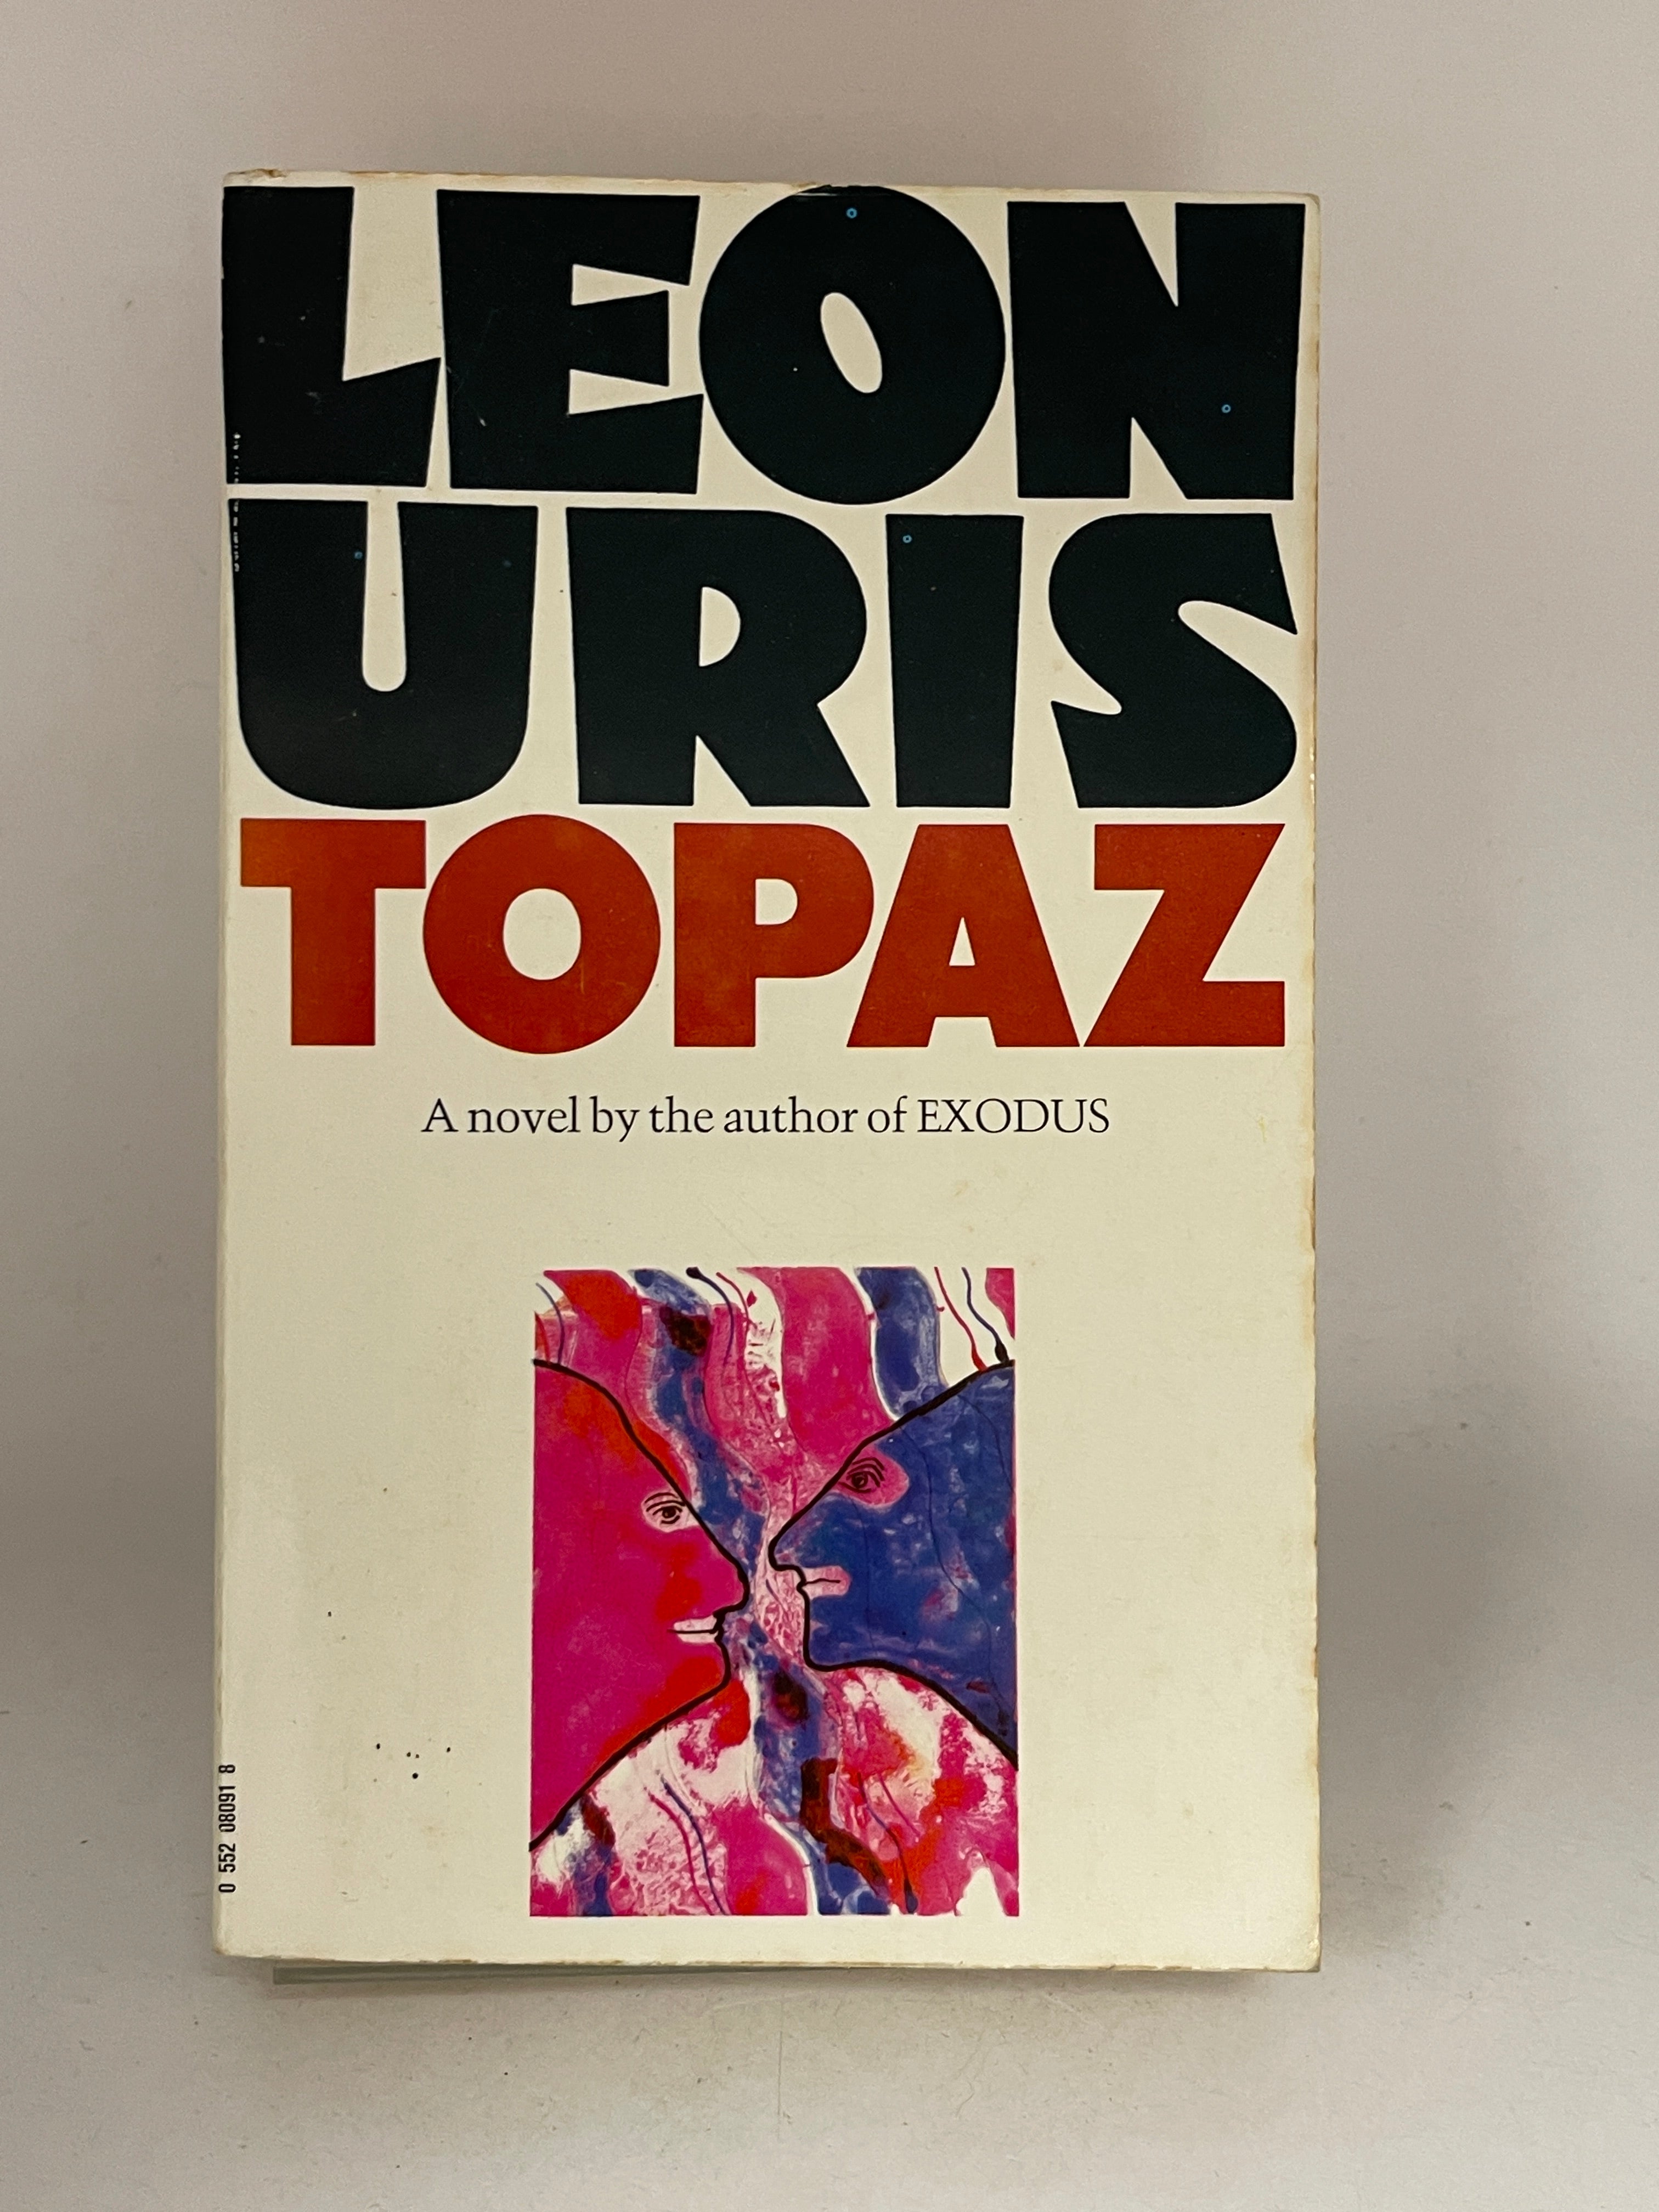 LEON
URIS
TOPAZ
A novel by the author of EXODUS
0 552 08091 8